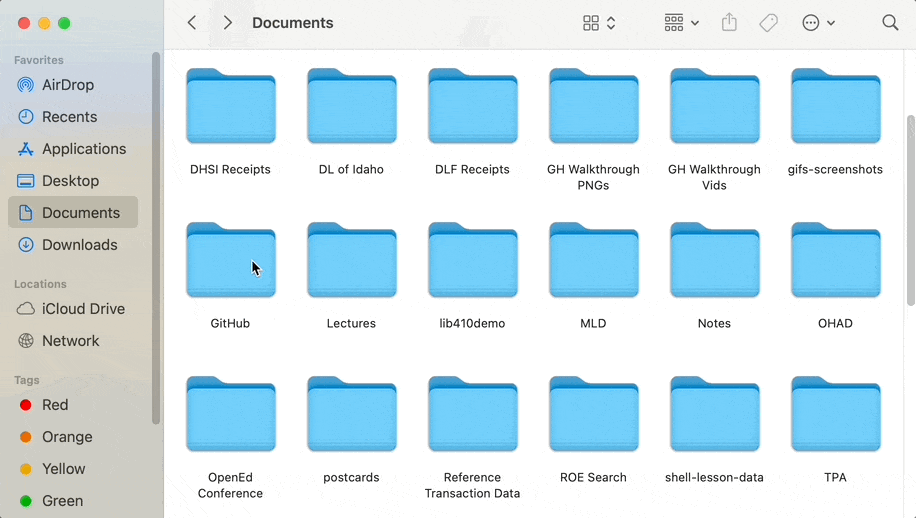 Documents
Favorites
AirDrop
Recents
Applications
Desktop
Documents
Downloads
Locations
iCloud Drive
Network
Tags
Red
Orange
Yellow
Green
DHSI Receipts
DL of Idaho
DLF Receipts
GH Walkthrough
PNGs
GH Walkthrough
Vids
gifs-screenshots
GitHub
Lectures
lib410demo
MLD
Notes
OHAD
OpenEd
Conference
postcards
Reference
Transaction Data
ROE Search
shell-lesson-data
TPA